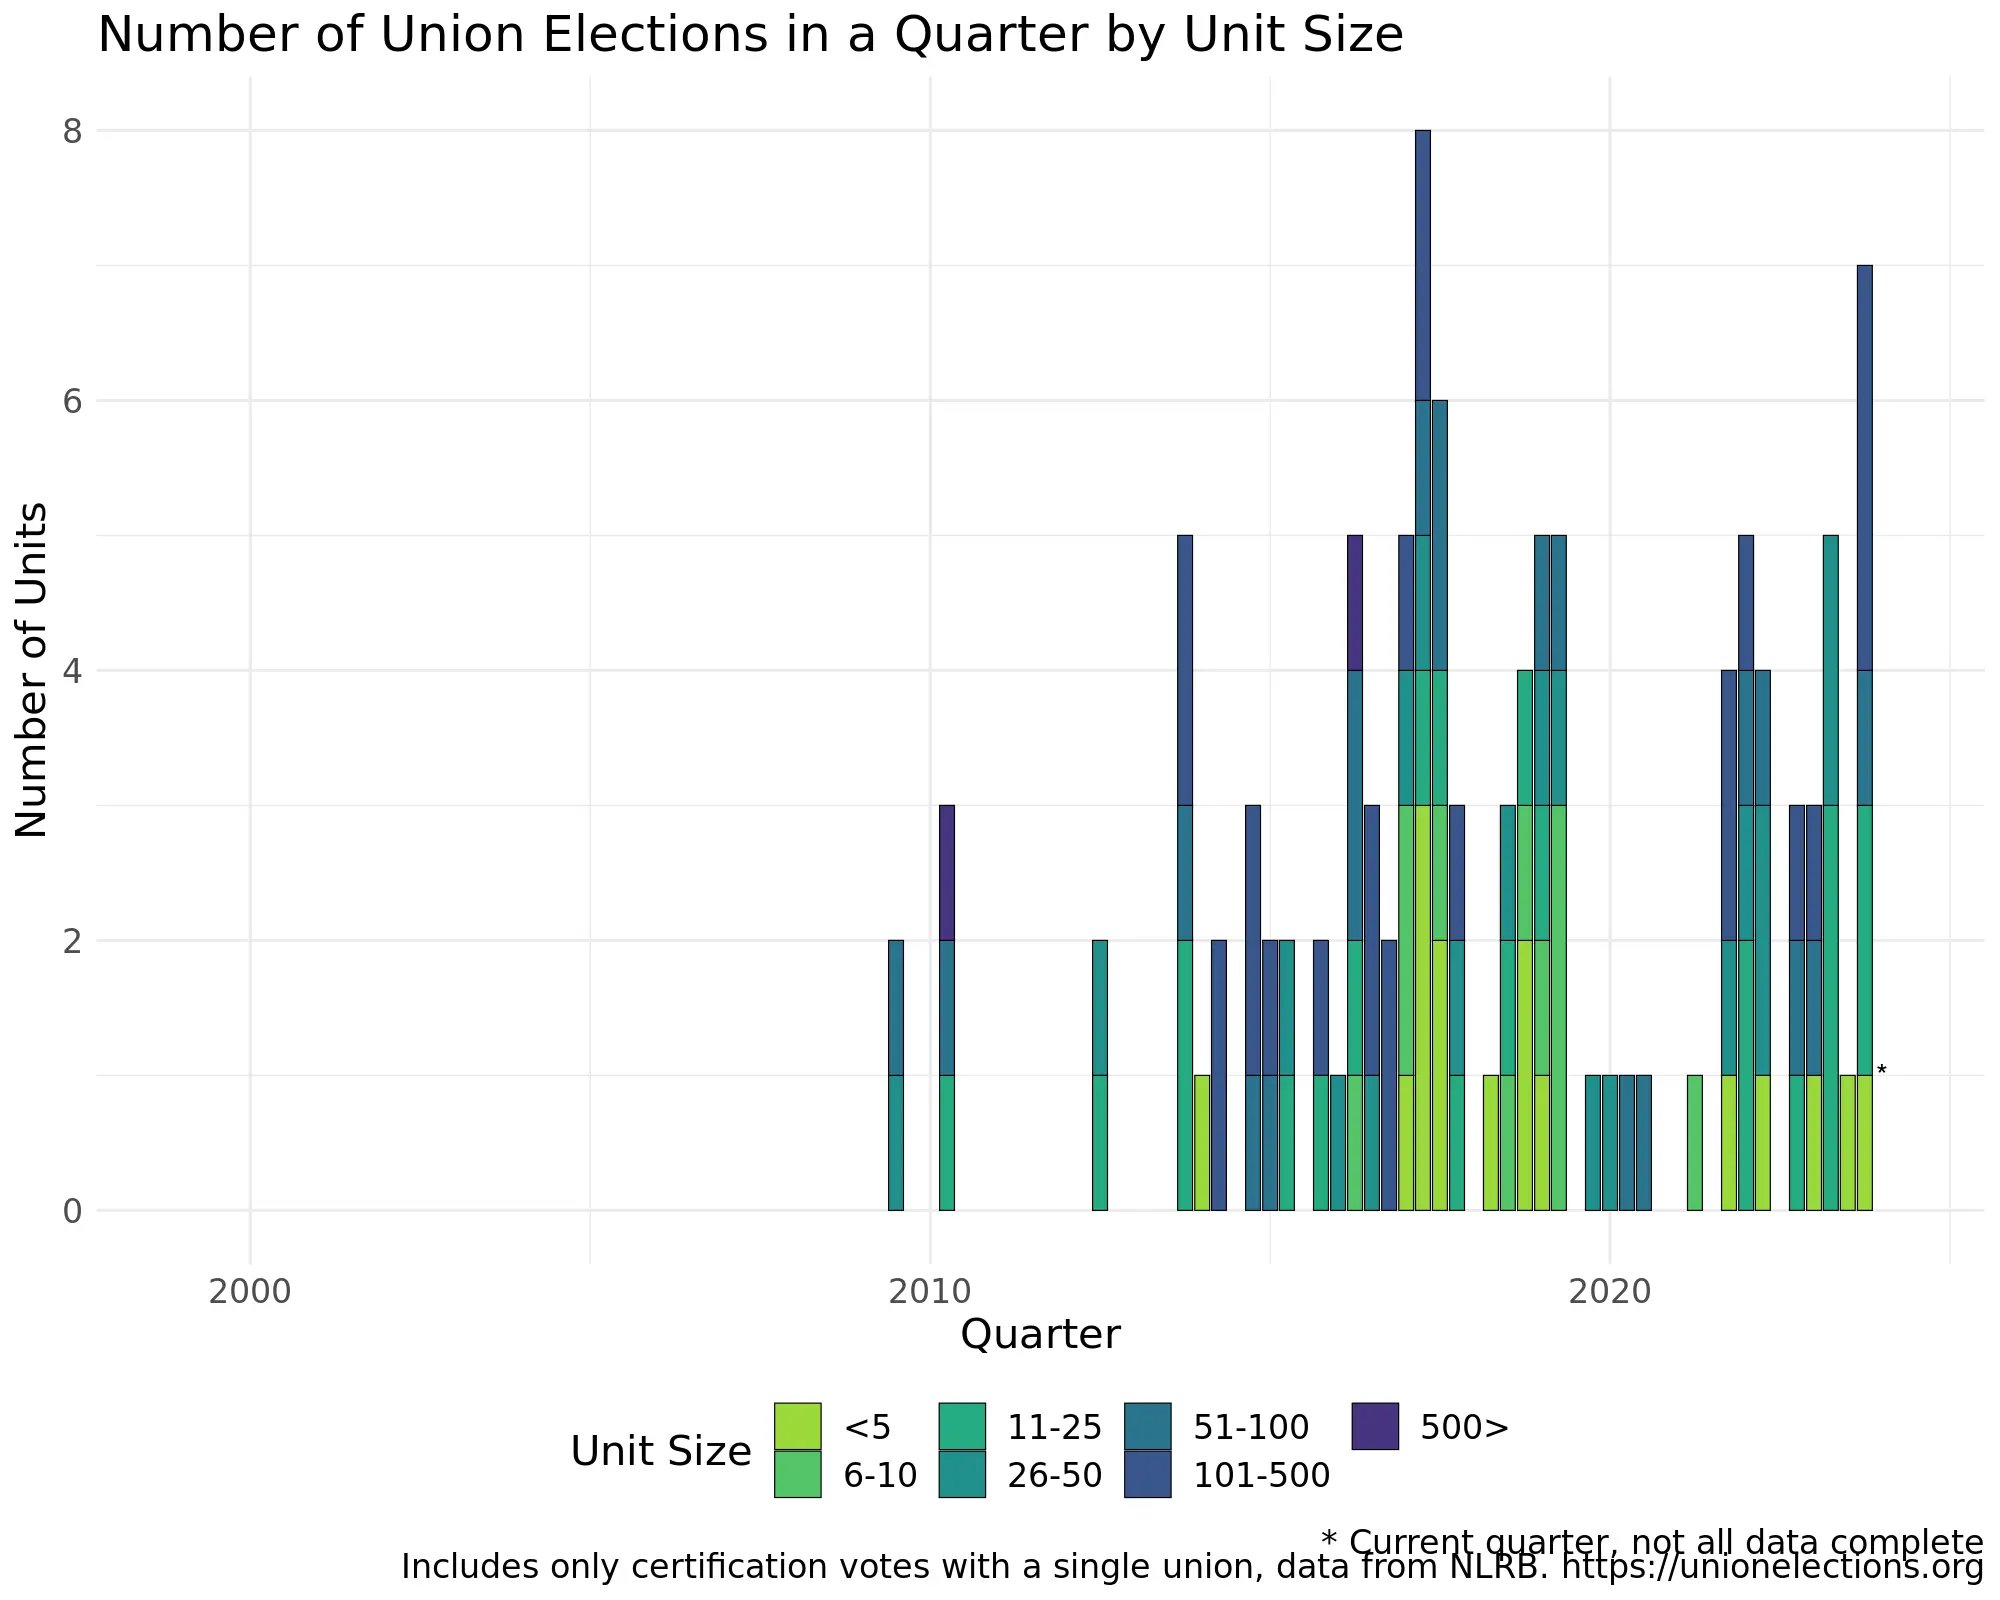 Number of Union Elections in a Quarter by Unit Size
8
6
4
2
0
Number of Units
*
2000 2010 2020
Quarter
Unit Size
<5 11-25 51-100 500>
6-10 26-50 101-500
* Current quarter, not all data complete
Includes only certification votes with a single union, data from NLRB. https://unionelections.org